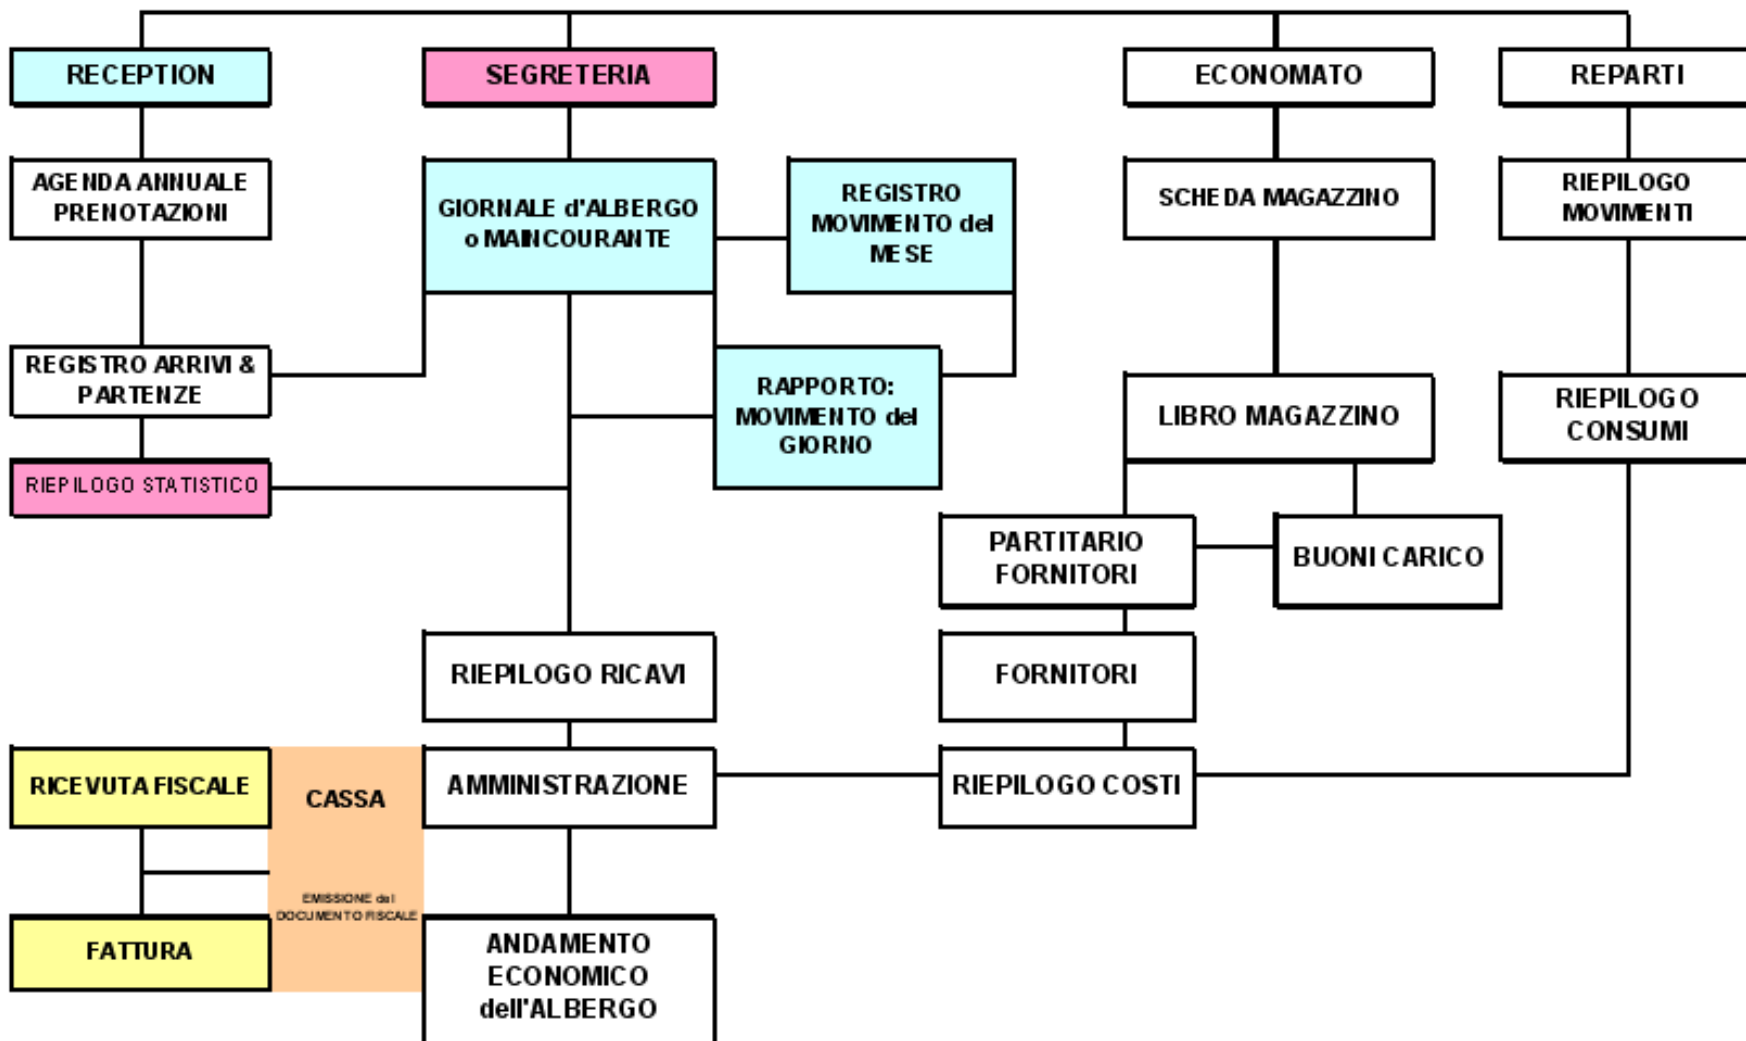 RECEPTION
SEGRETERIA
ECONOMATO
REPARTI
AGENDA ANNUALE
PRENOTAZIONI
GIORNALE d'ALBERGO
o MAINCOURANTE
REGISTRO
MOVIMENTO del
MESE
SCHEDA MAGAZZINO
RIEPILOGO
MOVIMENTI
REGISTRO ARRIVI &
PARTENZE
RAPPORTO:
MOVIMENTO del
GIORNO
LIBRO MAGAZZINO
RIEPILOGO
CONSUMI
RIEPILOGO STATISTICO
PARTITARIO
FORNITORI
BUONI CARICO
RIEPILOGO RICAVI
FORNITORI
RICEVUTA FISCALE
CASSA
AMMINISTRAZIONE
RIEPILOGO COSTI
EMISSIONE del
DOCUMENTO FISCALE
FATTURA
ANDAMENTO
ECONOMICO
dell'ALBERGO